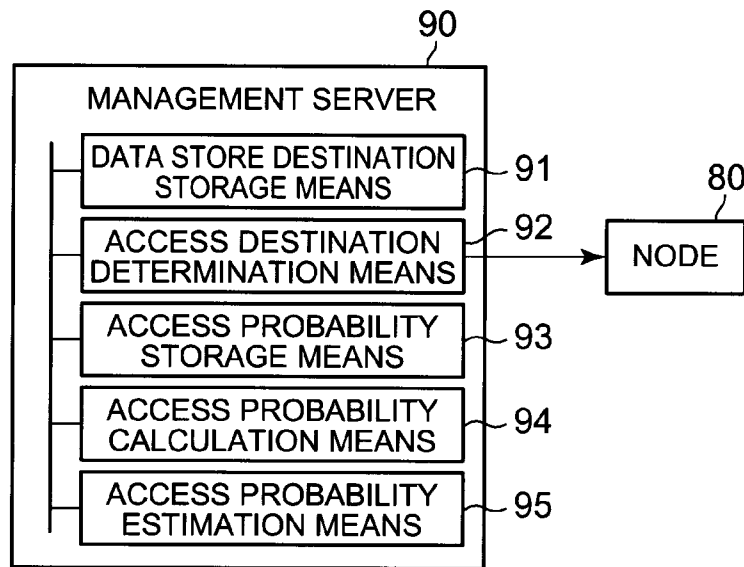 90
MANAGEMENT SERVER
DATA STORE DESTINATION
STORAGE MEANS
91
ACCESS DESTINATION
DETERMINATION MEANS
92
80
NODE
ACCESS PROBABILITY
STORAGE MEANS
93
ACCESS PROBABILITY
CALCULATION MEANS
94
ACCESS PROBABILITY
ESTIMATION MEANS
95